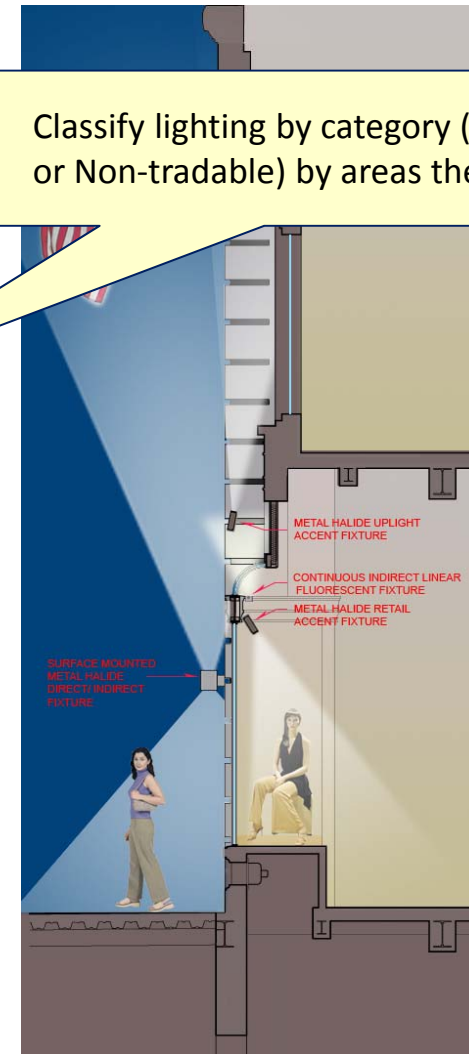 Classify lighting by category (
or Non-tradable) by areas the
METAL HALIDE UPLIGHT
ACCENT FIXTURE
CONTINUOUS INDIRECT LINEAR
FLUORESCENT FIXTURE
METAL HALIDE RETAIL
ACCENT FIXTURE
SURFACE MOUNTED
METAL HALIDE
DIRECT/ INDIRECT
FIXTURE